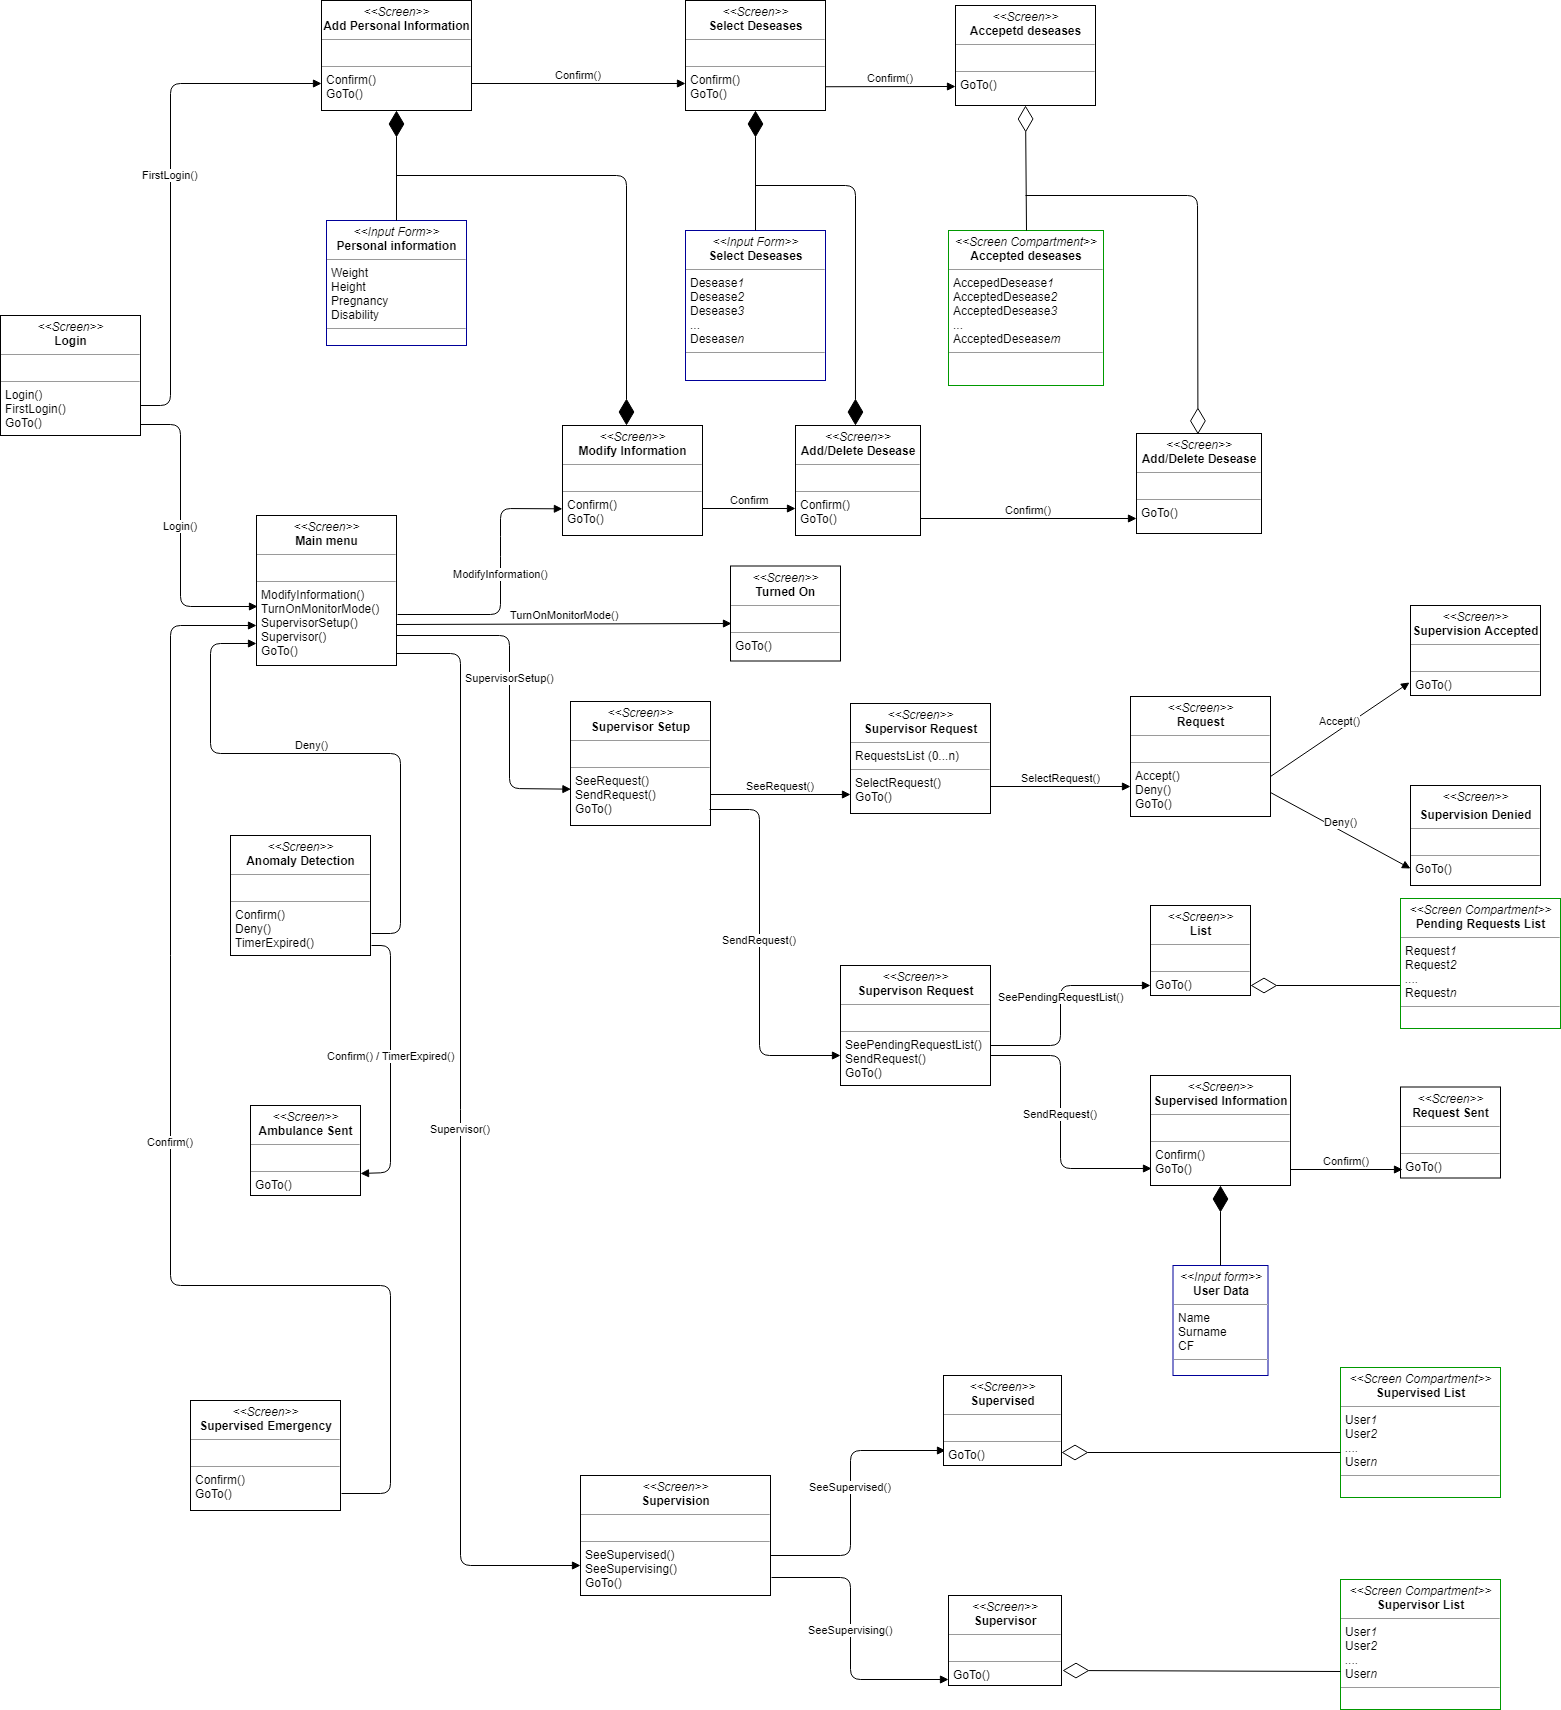 <<Screen>>
Add Personal Information
Confirm()
GoTo()
Confirm()
<<Screen>>
Select Deseases
Confirm()
GoTo()
Confirm()
<<Screen>>
Accepetd deseases
GoTo()
FirstLogin()
<<Input Form>>
Personal information
Weight
Height
Pregnancy
Disability
<<Input Form>>
Select Deseases
Desease1
Desease2
Desease3
...
Deseasen
<<Screen Compartment>>
Accepted deseases
AccepedDesease1
AcceptedDesease2
AcceptedDesease3
...
AcceptedDeseasem
<<Screen>>
Login
Login()
FirstLogin()
GoTo()
<<Screen>>
Modify Information
Confirm()
GoTo()
Confirm
<<Screen>>
Add/Delete Desease
Confirm()
GoTo()
Confirm()
<<Screen>>
Add/Delete Desease
GoTo()
Login()
<<Screen>>
Main menu
ModifyInformation()
TurnOnMonitorMode()
SupervisorSetup()
Supervisor()
GoTo()
ModifyInformation()
TurnOnMonitorMode()
<<Screen>>
Turned On
GoTo()
SupervisorSetup()
<<Screen>>
Supervision Accepted
GoTo()
<<Screen>>
Supervisor Setup
SeeRequest()
SendRequest()
GoTo()
SeeRequest()
<<Screen>>
Supervisor Request
RequestsList (0...n)
SelectRequest()
GoTo()
SelectRequest()
<<Screen>>
Request
Accept()
Deny()
GoTo()
Accept()
Deny()
<<Screen>>
Supervision Denied
GoTo()
Deny()
<<Screen>>
Anomaly Detection
Confirm()
Deny()
TimerExpired()
SendRequest()
<<Screen>>
List
GoTo()
<<Screen Compartment>>
Pending Requests List
Request1
Request2
....
Requestn
<<Screen>>
Supervison Request
SeePendingRequestList()
SendRequest()
GoTo()
SeePendingRequestList()
SendRequest()
Confirm() / TimerExpired()
<<Screen>>
Supervised Information
Confirm()
GoTo()
Confirm()
<<Screen>>
Request Sent
GoTo()
<<Screen>>
Ambulance Sent
GoTo()
Confirm()
Supervisor()
<<Input form>>
User Data
Name
Surname
CF
<<Screen>>
Supervised Emergency
Confirm()
GoTo()
<<Screen>>
Supervised
GoTo()
<<Screen Compartment>>
Supervised List
User1
User2
....
Usern
<<Screen>>
Supervision
SeeSupervised()
SeeSupervising()
GoTo()
SeeSupervised()
SeeSupervising()
<<Screen>>
Supervisor
GoTo()
<<Screen Compartment>>
Supervisor List
User1
User2
....
Usern